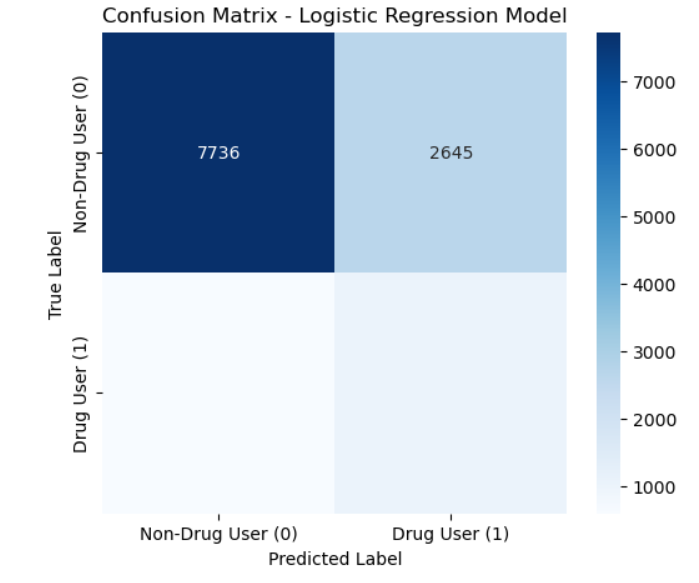 Confusion Matrix - Logistic Regression Model
Non-Drug User (0)
Drug User (1)
True Label
7736
2645
Non-Drug User (0)
Drug User (1)
Predicted Label
7000
6000
5000
4000
3000
2000
1000